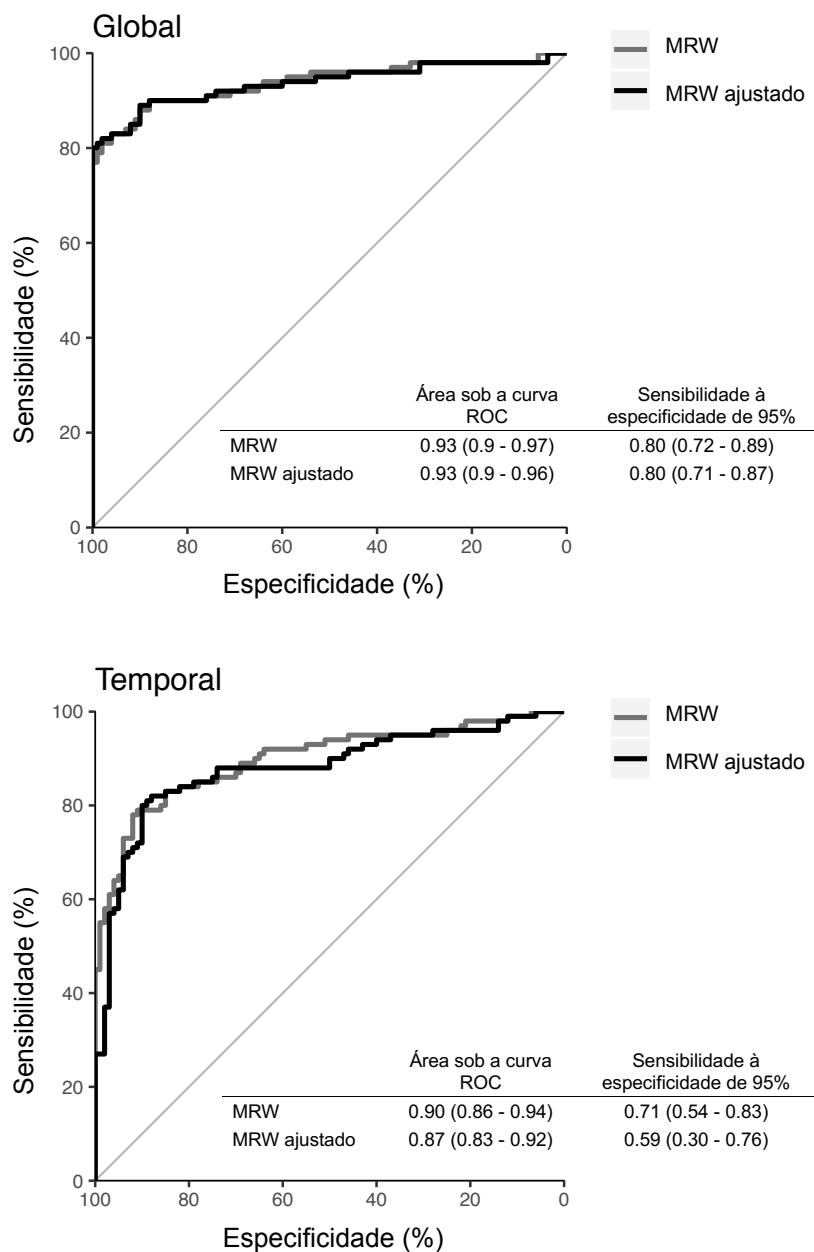 Global
MRW
MRW ajustado
100
80
60
40
20
0
Sensibilidade (%)
Área sob a curva ROC
Sensibilidade à especificidade de 95%
MRW 0.93 (0.9 - 0.97) 0.80 (0.72 - 0.89)
MRW ajustado 0.93 (0.9 - 0.96) 0.80 (0.71 - 0.87)
100 80 60 40 20 0
Especificidade (%)
Temporal
MRW
MRW ajustado
100
80
60
40
20
0
Sensibilidade (%)
Área sob a curva ROC
Sensibilidade à especificidade de 95%
MRW 0.90 (0.86 - 0.94) 0.71 (0.54 - 0.83)
MRW ajustado 0.87 (0.83 - 0.92) 0.59 (0.30 - 0.76)
100 80 60 40 20 0
Especificidade (%)